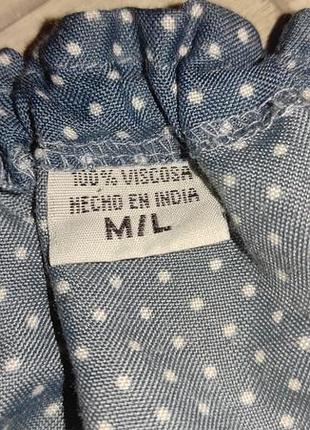 100% VISCOSA
HECHO EN INDIA
M/L